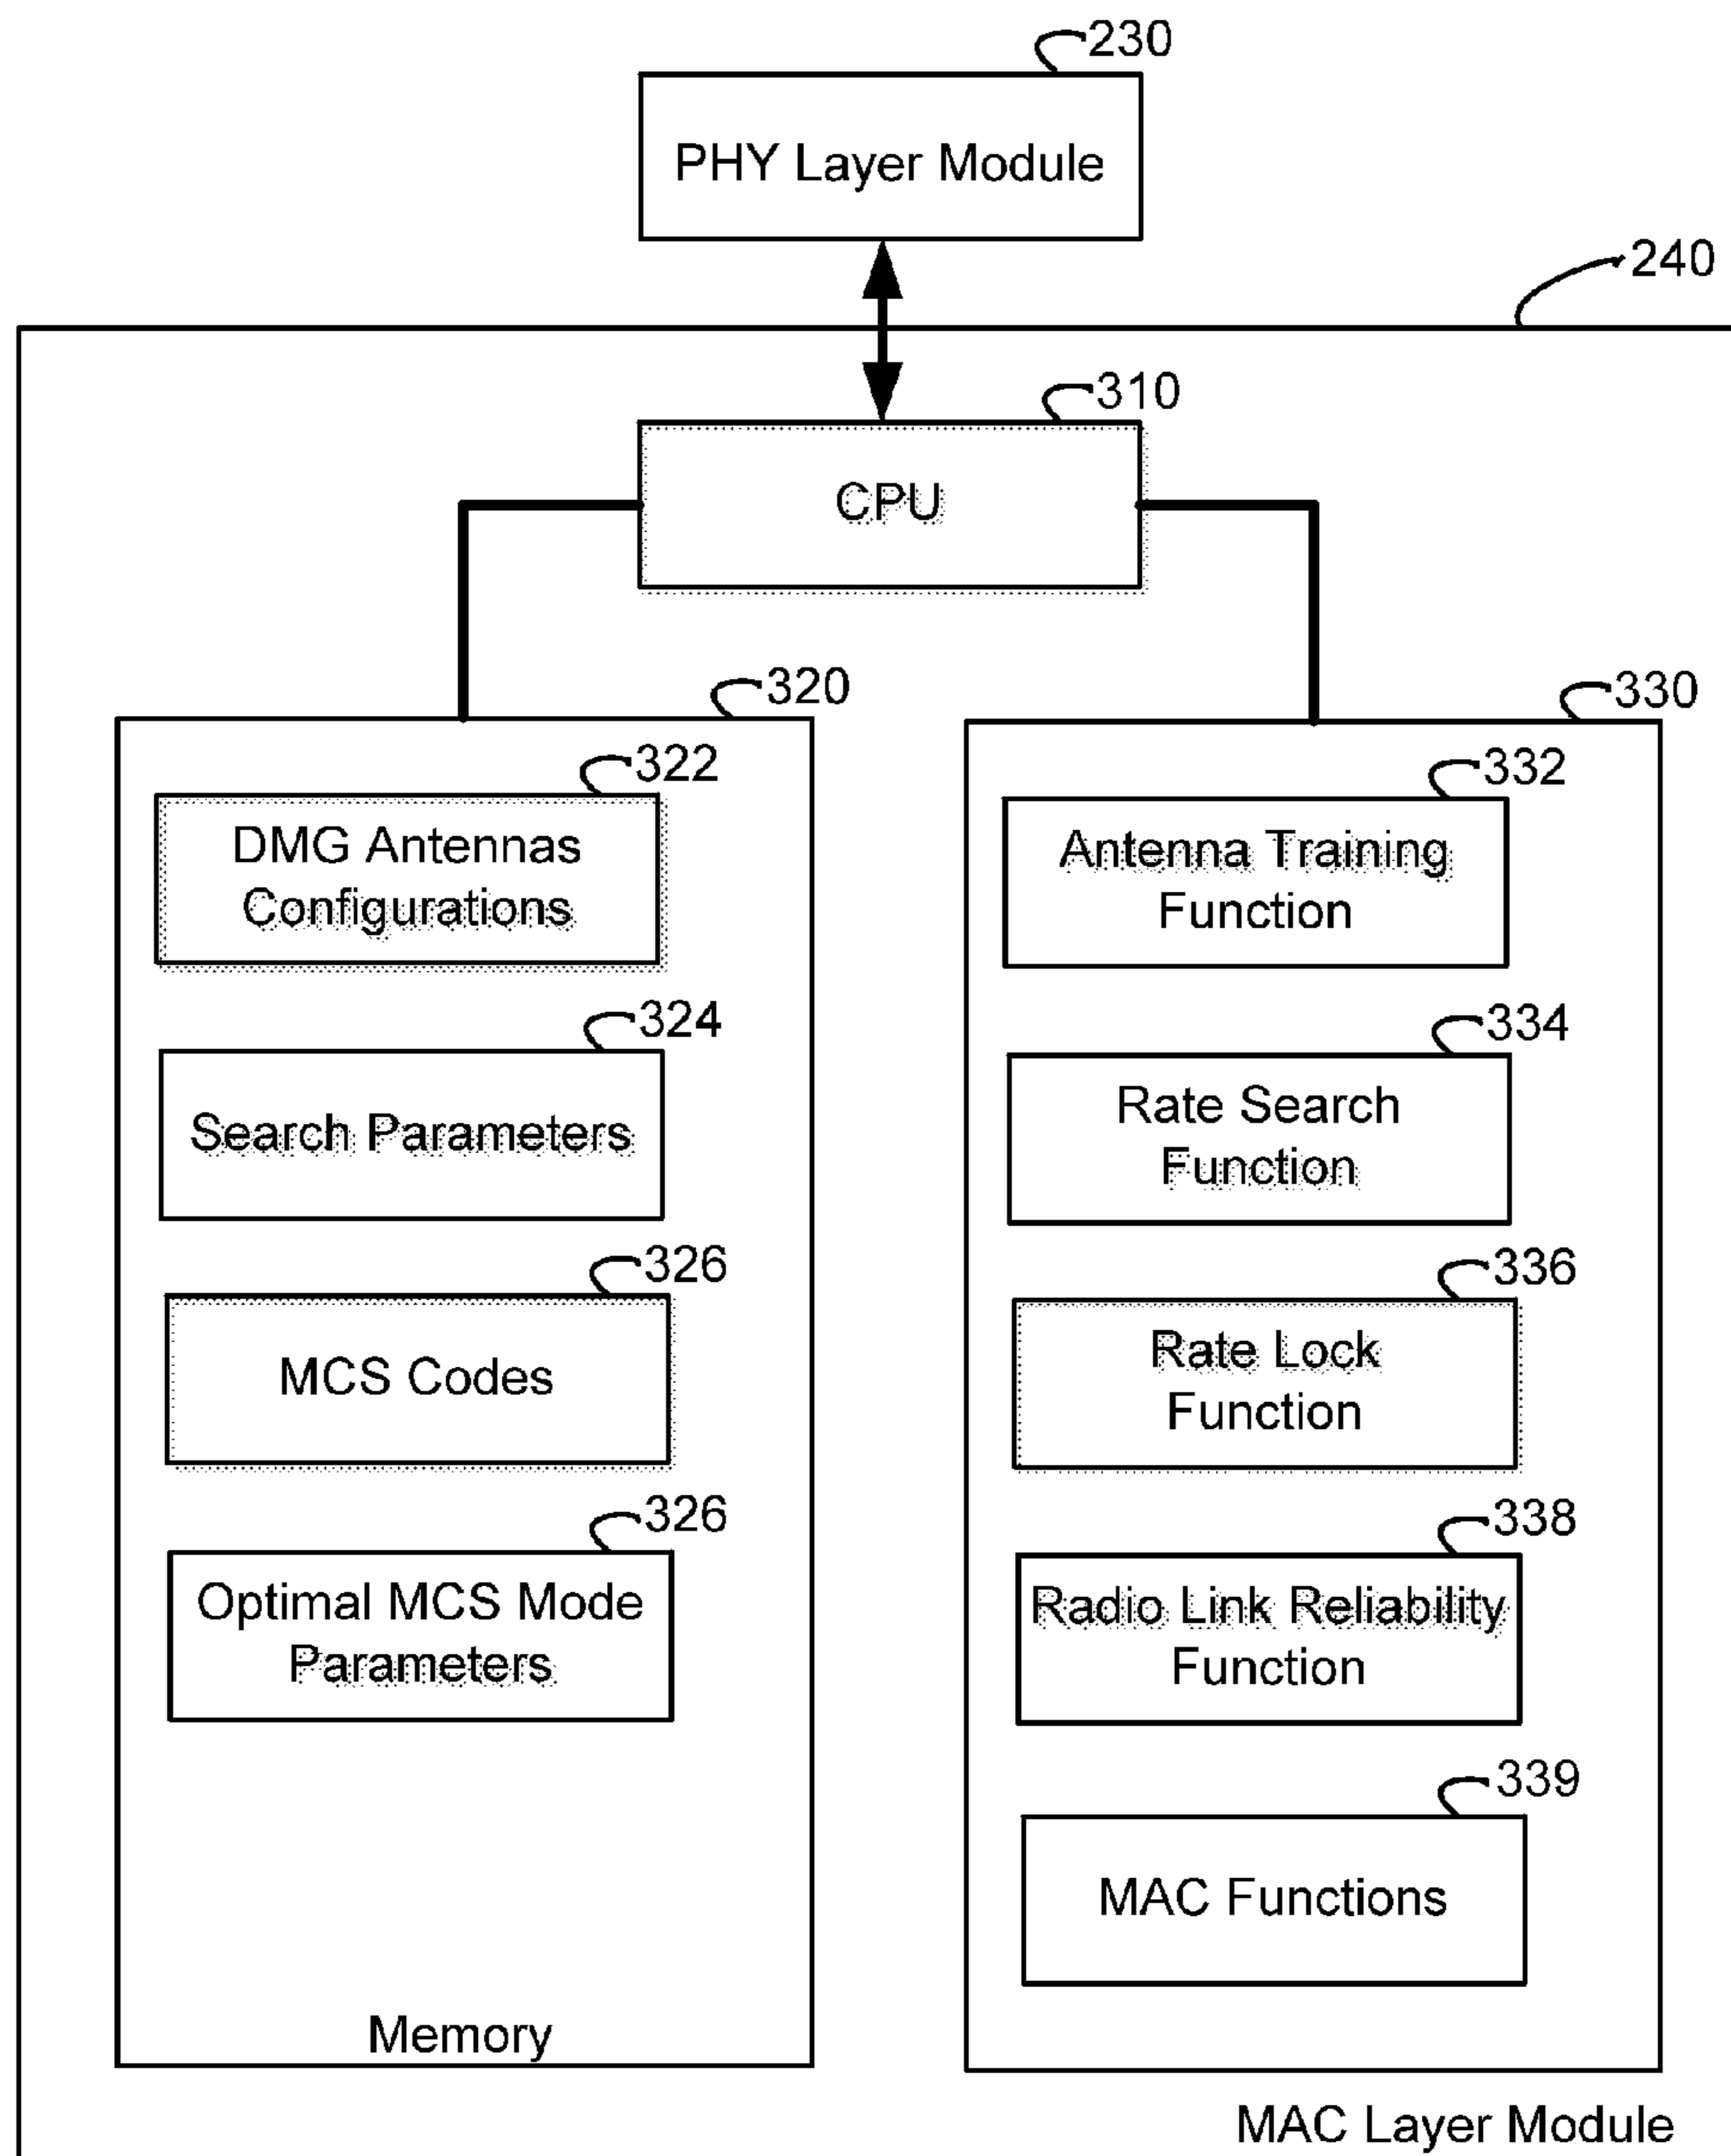 230
PHY Layer Module
240
310
CPU
320
322
DMG Antennas
Configurations
324
Search Parameters
326
MCS Codes
326
Optimal MCS Mode
Parameters
Memory
330
332
Antenna Training
Function
334
Rate Search
Function
336
Rate Lock
Function
338
Radio Link Reliability
Function
339
MAC Functions
MAC Layer Module